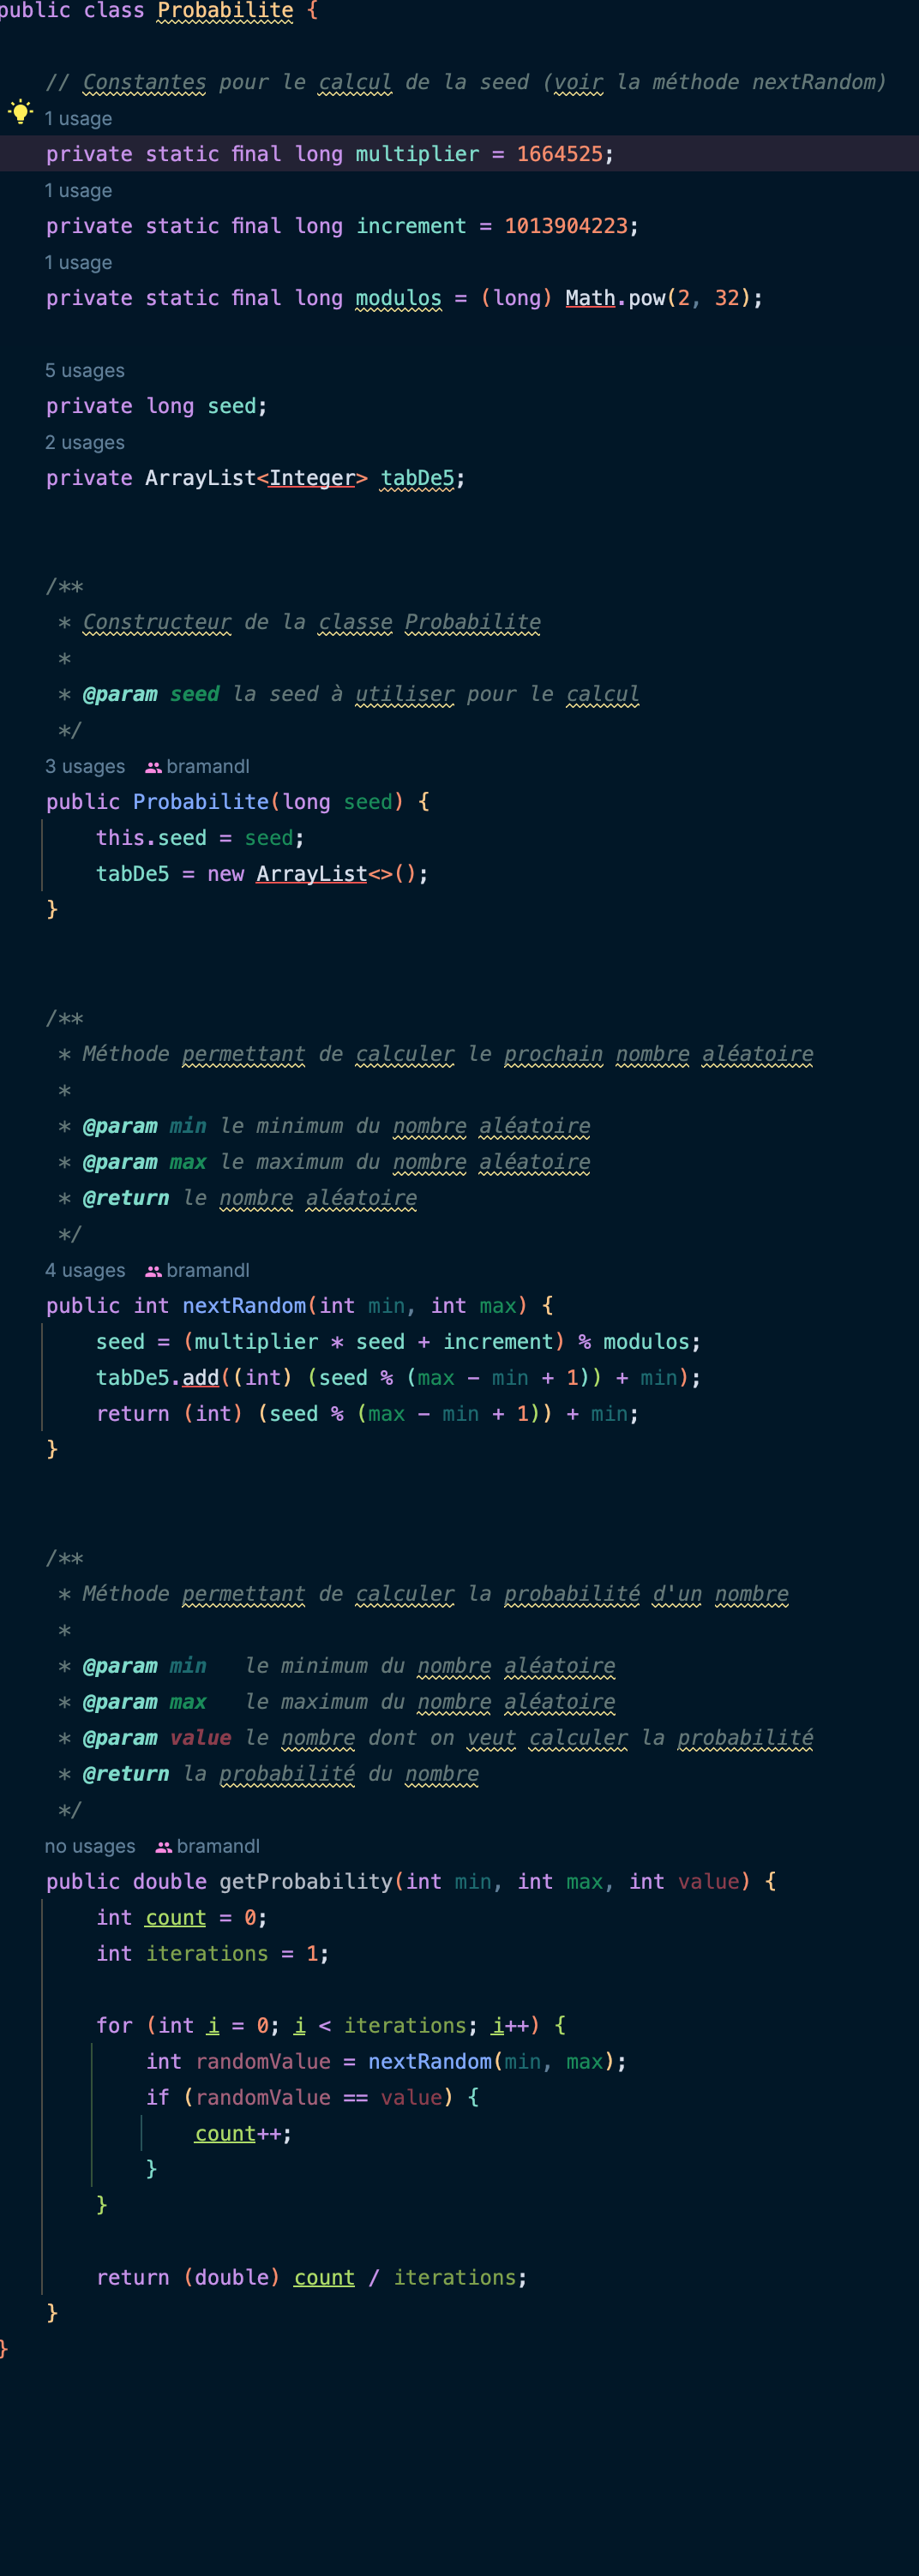 public class Probabilite {
// Constantes pour le calcul de la seed (voir la méthode nextRandom)
1 usage
private static final long multiplier = 1664525;
1 usage
private static final long increment = 1013904223;
1 usage
private static final long modulos = (long) Math.pow(2, 32);
5 usages
private long seed;
2 usages
private ArrayList<Integer> tabDe5;
/**
* Constructeur de la classe Probabilite
*
* @param seed la seed à utiliser pour le calcul
*/
3 usages bramandl
public Probabilite(long seed) {
this.seed = seed;
tabDe5 = new ArrayList<>();
}
/**
* Méthode permettant de calculer le prochain nombre aléatoire
*
* @param min le minimum du nombre aléatoire
* @param max le maximum du nombre aléatoire
* @return le nombre aléatoire
*/
4 usages bramandl
public int nextRandom(int min, int max) {
seed = (multiplier * seed + increment) % modulos;
tabDe5.add((int) (seed % (max - min + 1)) + min);
return (int) (seed % (max - min + 1)) + min;
}
/**
* Méthode permettant de calculer la probabilité d'un nombre
*
* @param min le minimum du nombre aléatoire
* @param max le maximum du nombre aléatoire
* @param value le nombre dont on veut calculer la probabilité
* @return la probabilité du nombre
*/
no usages bramandl
public double getProbability(int min, int max, int value) {
int count = 0;
int iterations = 1;
for (int i = 0; i < iterations; i++) {
int randomValue = nextRandom(min, max);
if (randomValue == value) {
count++;
}
}
return (double) count / iterations;
}
}